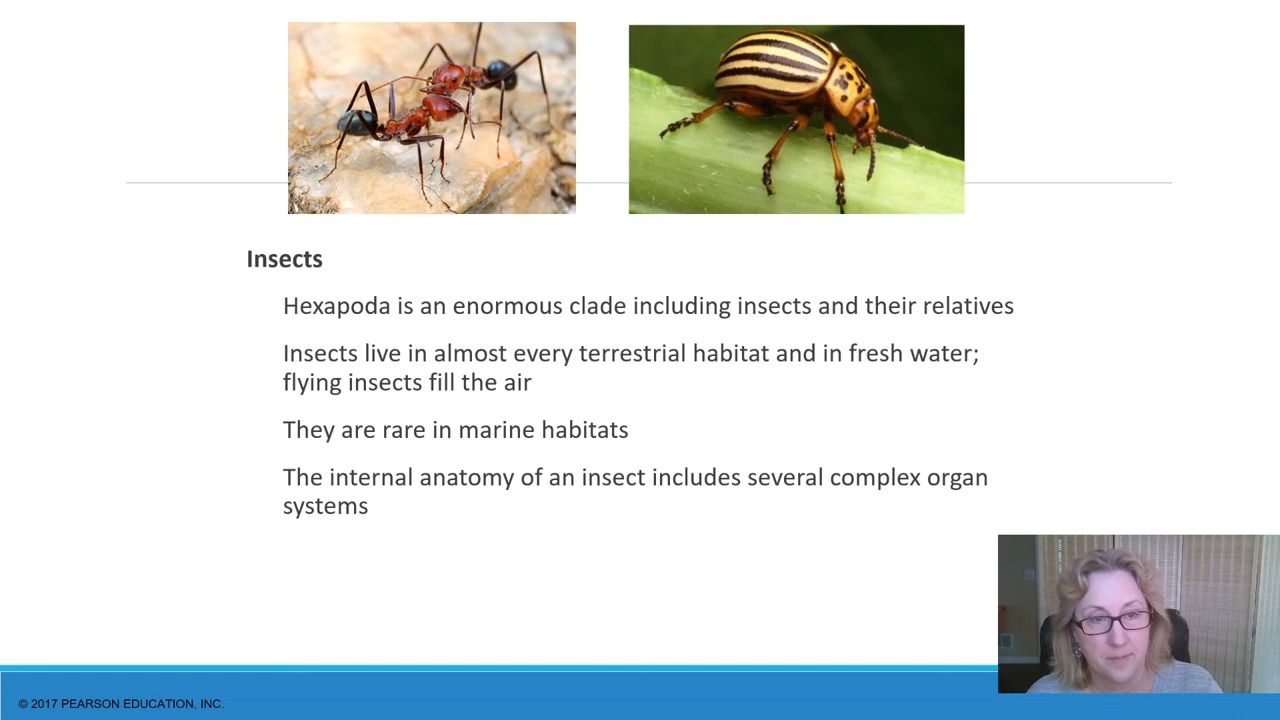 Insects
Hexapoda is an enormous clade including insects and their relatives
Insects live in almost every terrestrial habitat and in fresh water;
flying insects fill the air
They are rare in marine habitats
The internal anatomy of an insect includes several complex organ
systems
© 2017 PEARSON EDUCATION, INC.